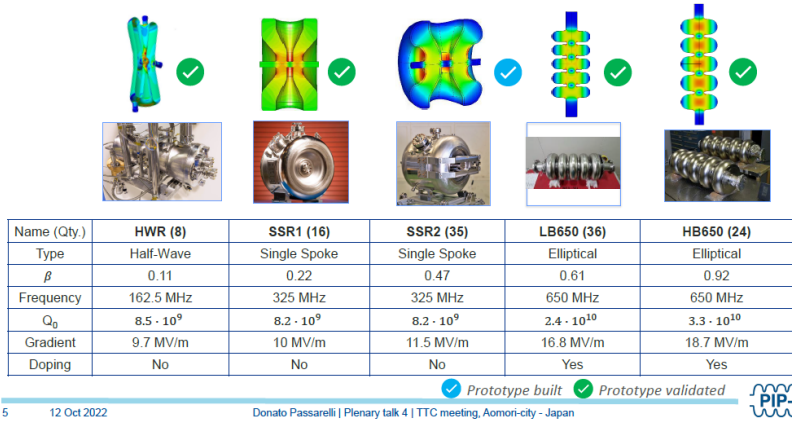 Name (Qty.) HWR (8) SSR1 (16) SSR2 (35) LB650 (36) HB650 (24)
Type Half-Wave Single Spoke Single Spoke Elliptical Elliptical
β 0.11 0.22 0.47 0.61 0.92
Frequency 162.5 MHz 325 MHz 325 MHz 650 MHz 650 MHz
Q₀ 8.5 · 10⁹ 8.2 · 10⁹ 8.2 · 10⁹ 2.4 · 10¹⁰ 3.3 · 10¹⁰
Gradient 9.7 MV/m 10 MV/m 11.5 MV/m 16.8 MV/m 18.7 MV/m
Doping No No No Yes Yes
Prototype built Prototype validated
5 12 Oct 2022 Donato Passarelli | Plenary talk 4 | TTC meeting, Aomori-city - Japan
PIP-